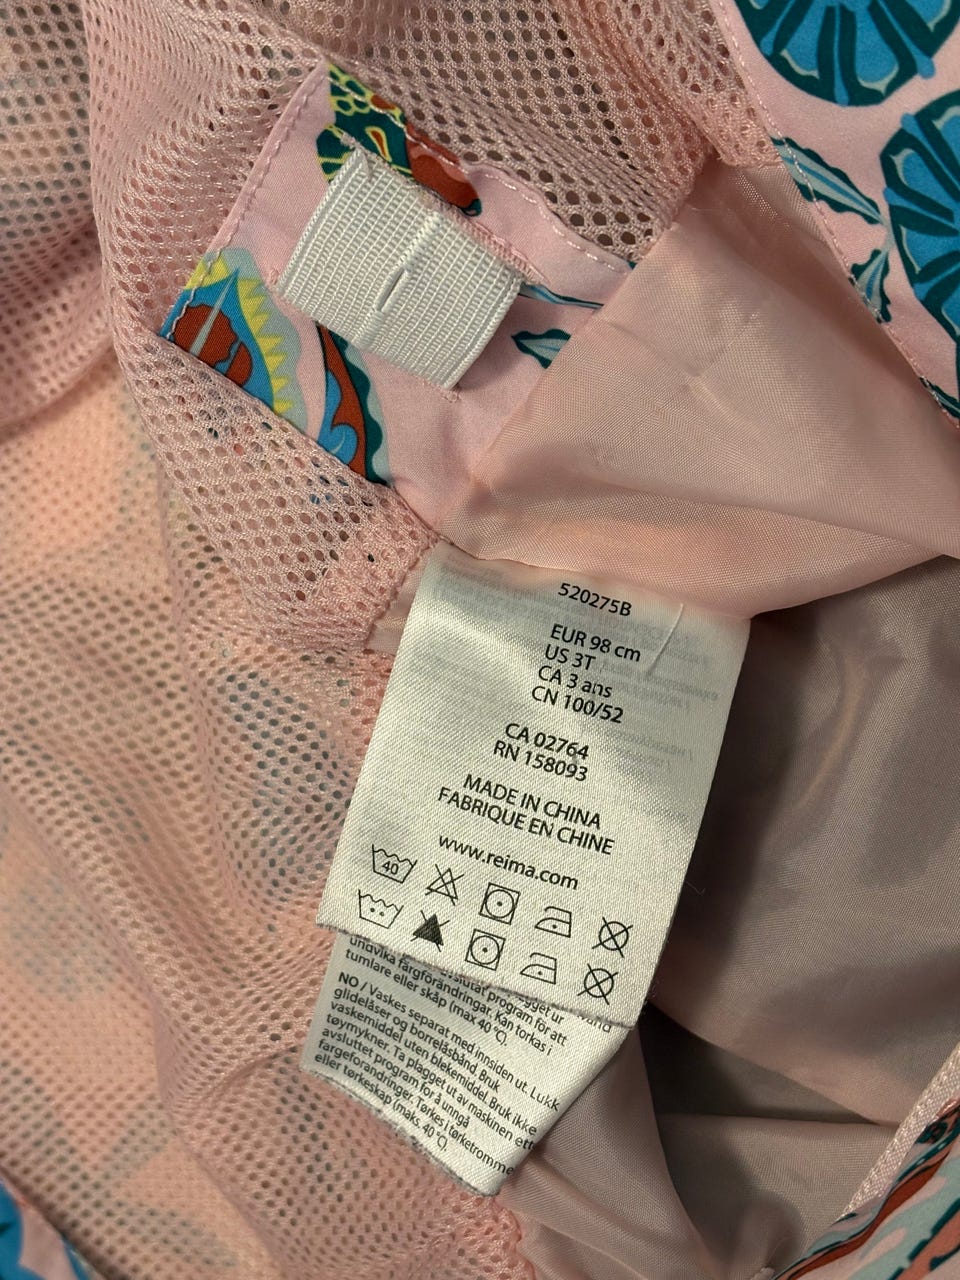 520275B
EUR 98 cm
US 3T
CA 3 ans
CN 100/52
CA 02764
RN 158093
MADE IN CHINA
FABRIQUE EN CHINE
www.reima.com
40
undvika färgförändringar. Kan torkas i
tumlare eller skåp (max 40 °C).
NO / Vaskes separat med innsiden ut. Lukk
glidelåser og borrelåsbånd. Bruk
vaskemiddel uten blekemiddel. Bruk ikke
tøymykner. Ta plagget ut av maskinen ett
avsluttet program for å unngå
fargeforandringer. Tørkes i tørketromme
eller tørkeskap (maks. 40 °C).